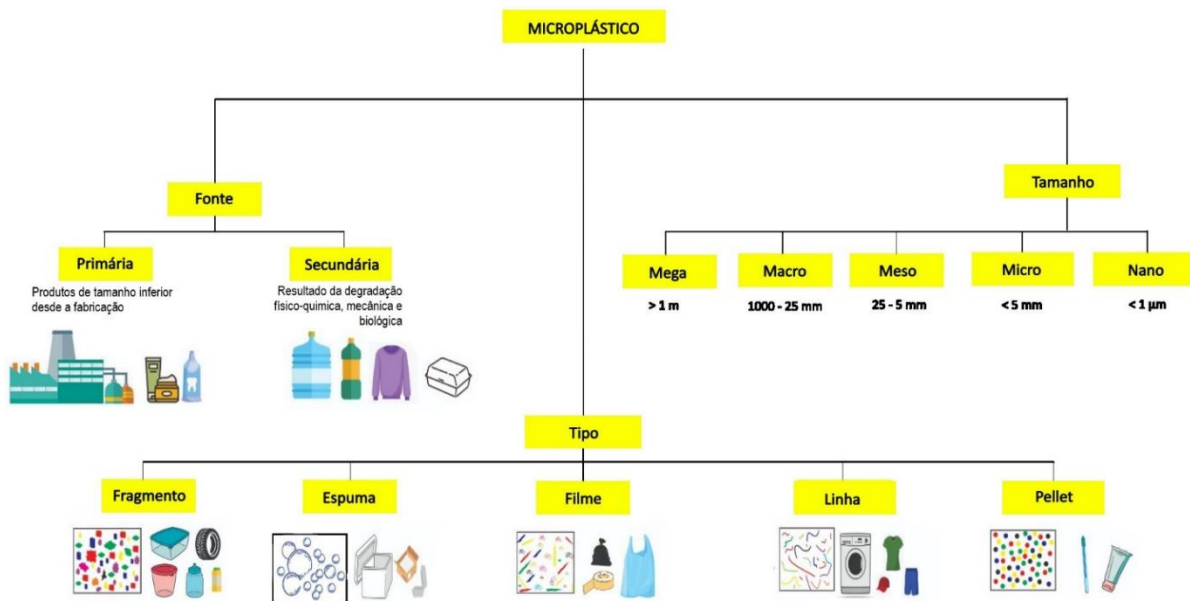 MICROPLÁSTICO
Fonte
Primária
Produtos de tamanho inferior
desde a fabricação
Secundária
Resultado da degradação
físico-quimica, mecânica e
biológica
Tamanho
Mega
> 1 m
Macro
1000 - 25 mm
Meso
25 - 5 mm
Micro
< 5 mm
Nano
< 1 µm
Tipo
Fragmento
Espuma
Filme
Linha
Pellet